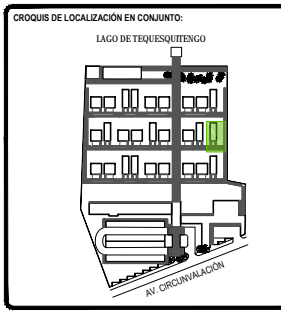 CROQUIS DE LOCALIZACIÓN EN CONJUNTO:
LAGO DE TEQUESQUITENGO
AV. CIRCUNVALACIÓN